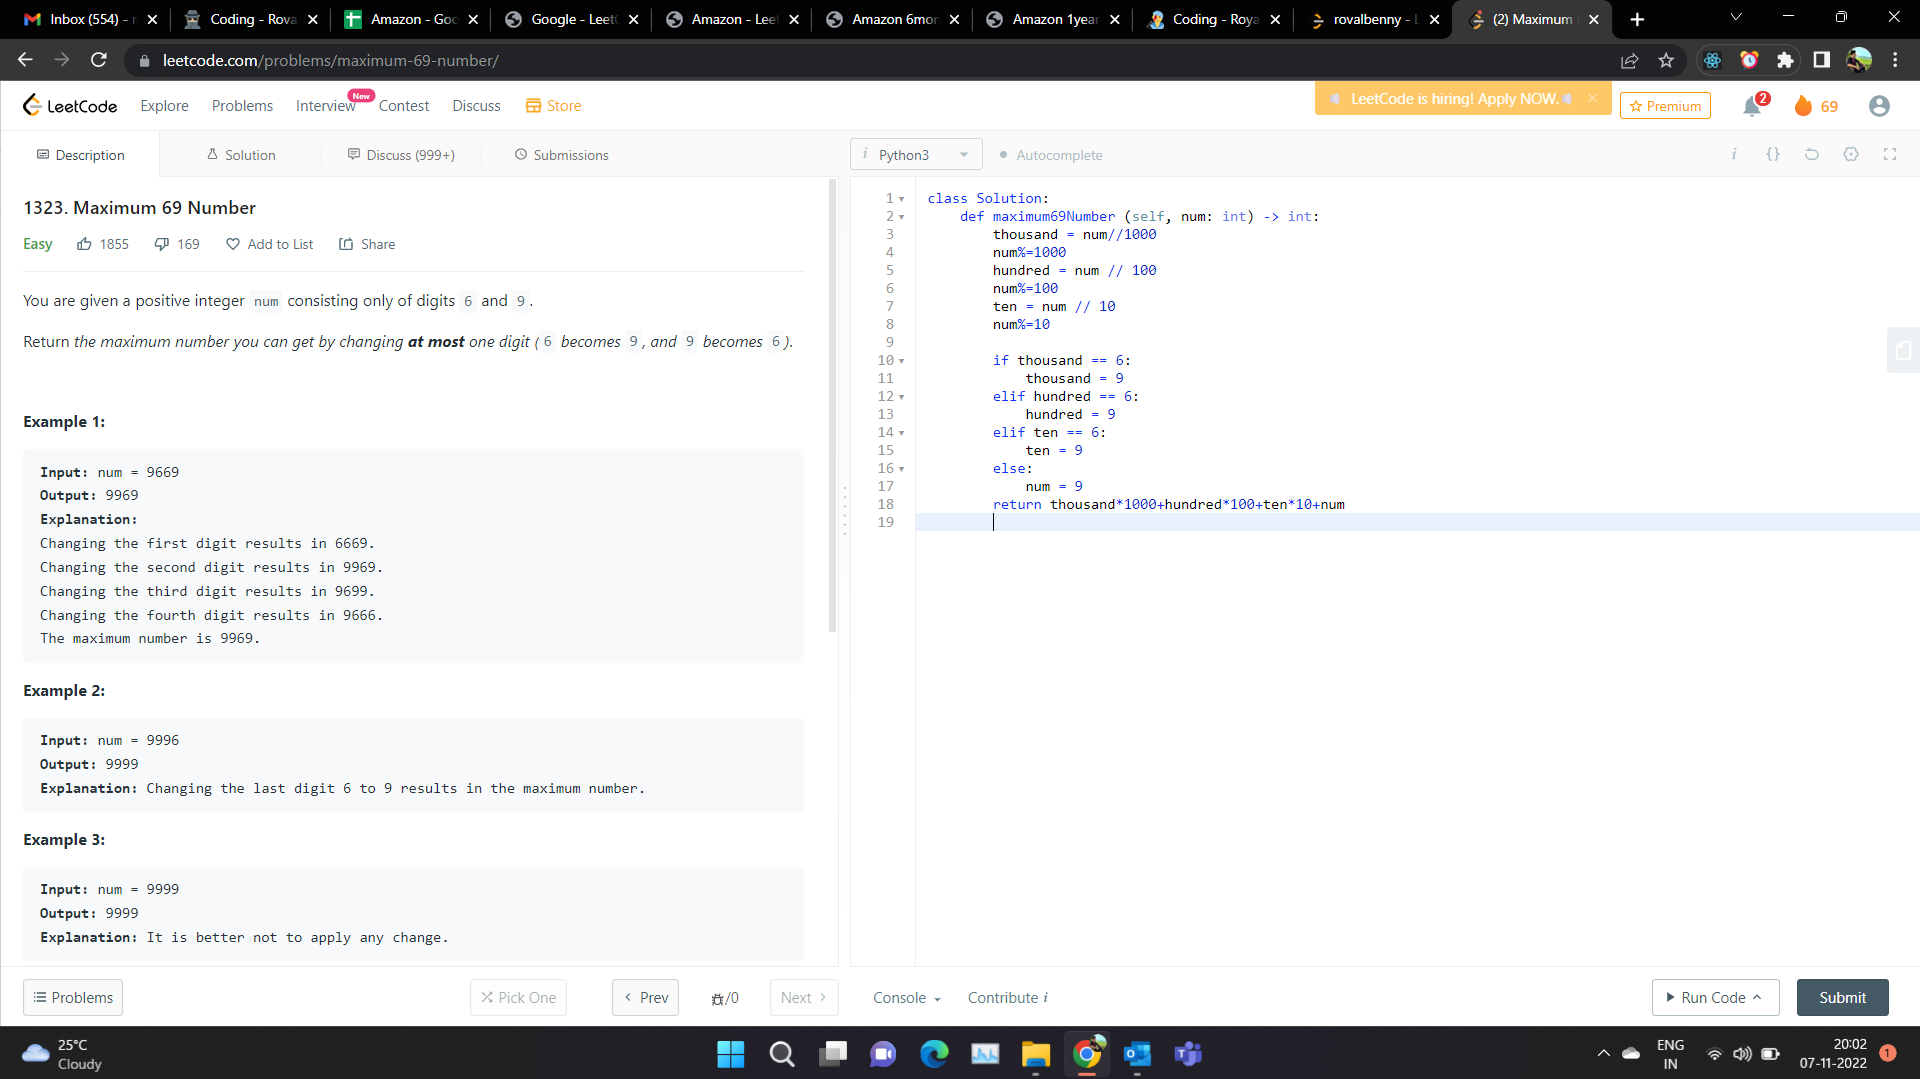 Inbox (554) -
Coding - Rova
Amazon - Goo
Google - Leet
Amazon - Lee
Amazon 6mon
Amazon 1year
Coding - Roya
rovalbenny - L
(2) Maximum
leetcode.com/problems/maximum-69-number/
LeetCode
Explore
Problems
Interview
New
Contest
Discuss
Store
LeetCode is hiring! Apply NOW.
Premium
2
69
Description
Solution
Discuss (999+)
Submissions
i Python3
Autocomplete
i {}
1323. Maximum 69 Number
Easy 1855 169 Add to List Share
You are given a positive integer num consisting only of digits 6 and 9.
Return the maximum number you can get by changing at most one digit (6 becomes 9, and 9 becomes 6).
Example 1:
Input: num = 9669
Output: 9969
Explanation:
Changing the first digit results in 6669.
Changing the second digit results in 9969.
Changing the third digit results in 9699.
Changing the fourth digit results in 9666.
The maximum number is 9969.
Example 2:
Input: num = 9996
Output: 9999
Explanation: Changing the last digit 6 to 9 results in the maximum number.
Example 3:
Input: num = 9999
Output: 9999
Explanation: It is better not to apply any change.
1 class Solution:
2 def maximum69Number (self, num: int) -> int:
3 thousand = num//1000
4 num%=1000
5 hundred = num // 100
6 num%=100
7 ten = num // 10
8 num%=10
9
10 if thousand == 6:
11 thousand = 9
12 elif hundred == 6:
13 hundred = 9
14 elif ten == 6:
15 ten = 9
16 else:
17 num = 9
18 return thousand*1000+hundred*100+ten*10+num
19
Problems
Pick One
Prev
/0
Next
Console
Contribute i
Run Code
Submit
25°C
Cloudy
ENG
IN
20:02
07-11-2022
1